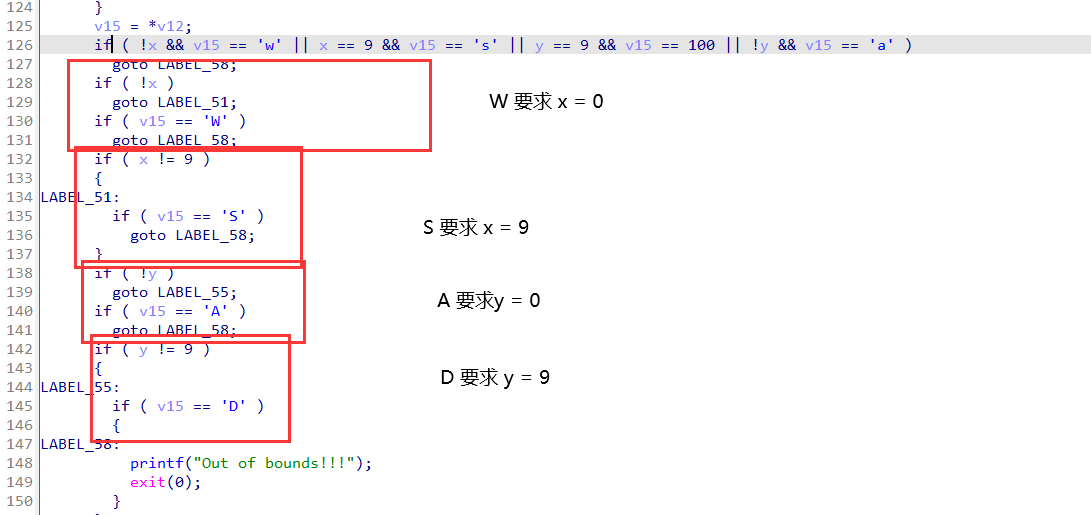 124 }
125 v15 = *v12;
126 if ( !x && v15 == 'w' || x == 9 && v15 == 's' || y == 9 && v15 == 100 || !y && v15 == 'a' )
127 goto LABEL_58;
128 if ( !x )
129 goto LABEL_51;
130 if ( v15 == 'W' )
131 goto LABEL_58;
132 if ( x != 9 )
133 {
134 LABEL_51:
135 if ( v15 == 'S' )
136 goto LABEL_58;
137 }
138 if ( !y )
139 goto LABEL_55;
140 if ( v15 == 'A' )
141 goto LABEL_58;
142 if ( y != 9 )
143 {
144 LABEL_55:
145 if ( v15 == 'D' )
146 {
147 LABEL_58:
148 printf("Out of bounds!!!");
149 exit(0);
150 }
W 要求 x = 0
S 要求 x = 9
A 要求y = 0
D 要求 y = 9